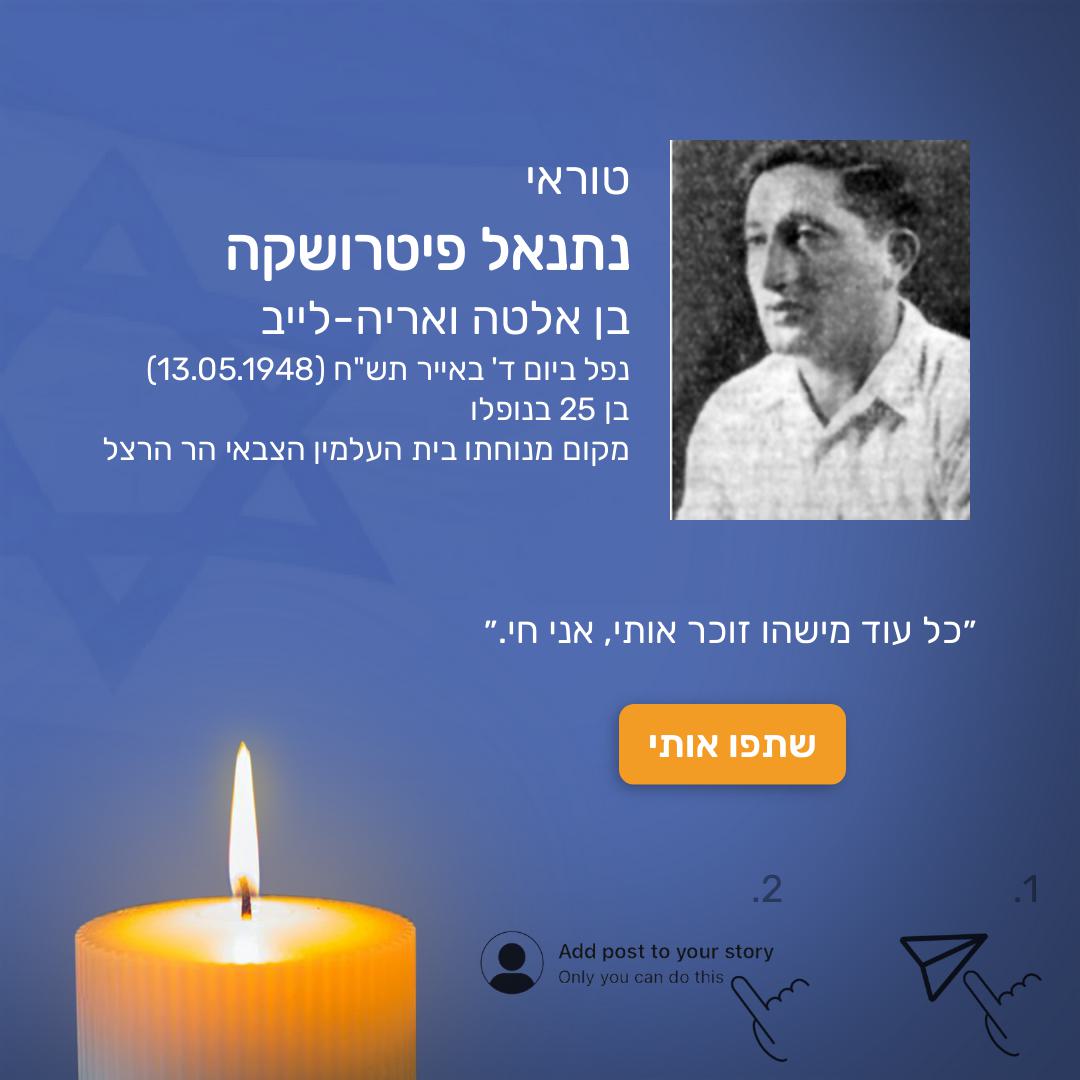 טוראי
נתנאל פיטרושקה
בן אלטה ואריה-לייב
נפל ביום ד' באייר תש"ח (13.05.1948)
בן 25 בנופלו
מקום מנוחתו בית העלמין הצבאי הר הרצל
״כל עוד מישהו זוכר אותי, אני חי.״
שתפו אותי
.1
.2
Add post to your story
Only you can do this